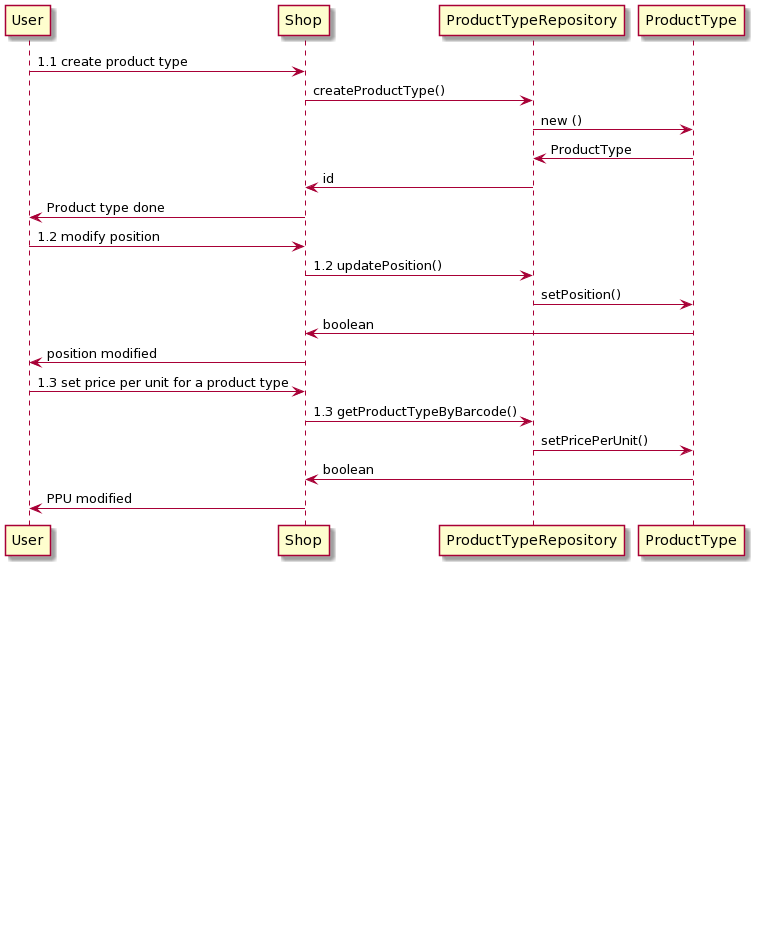 User
Shop
ProductTypeRepository
ProductType
1.1 create product type
createProductType()
new ()
ProductType
id
Product type done
1.2 modify position
1.2 updatePosition()
setPosition()
boolean
position modified
1.3 set price per unit for a product type
1.3 getProductTypeByBarcode()
setPricePerUnit()
boolean
PPU modified
User
Shop
ProductTypeRepository
ProductType